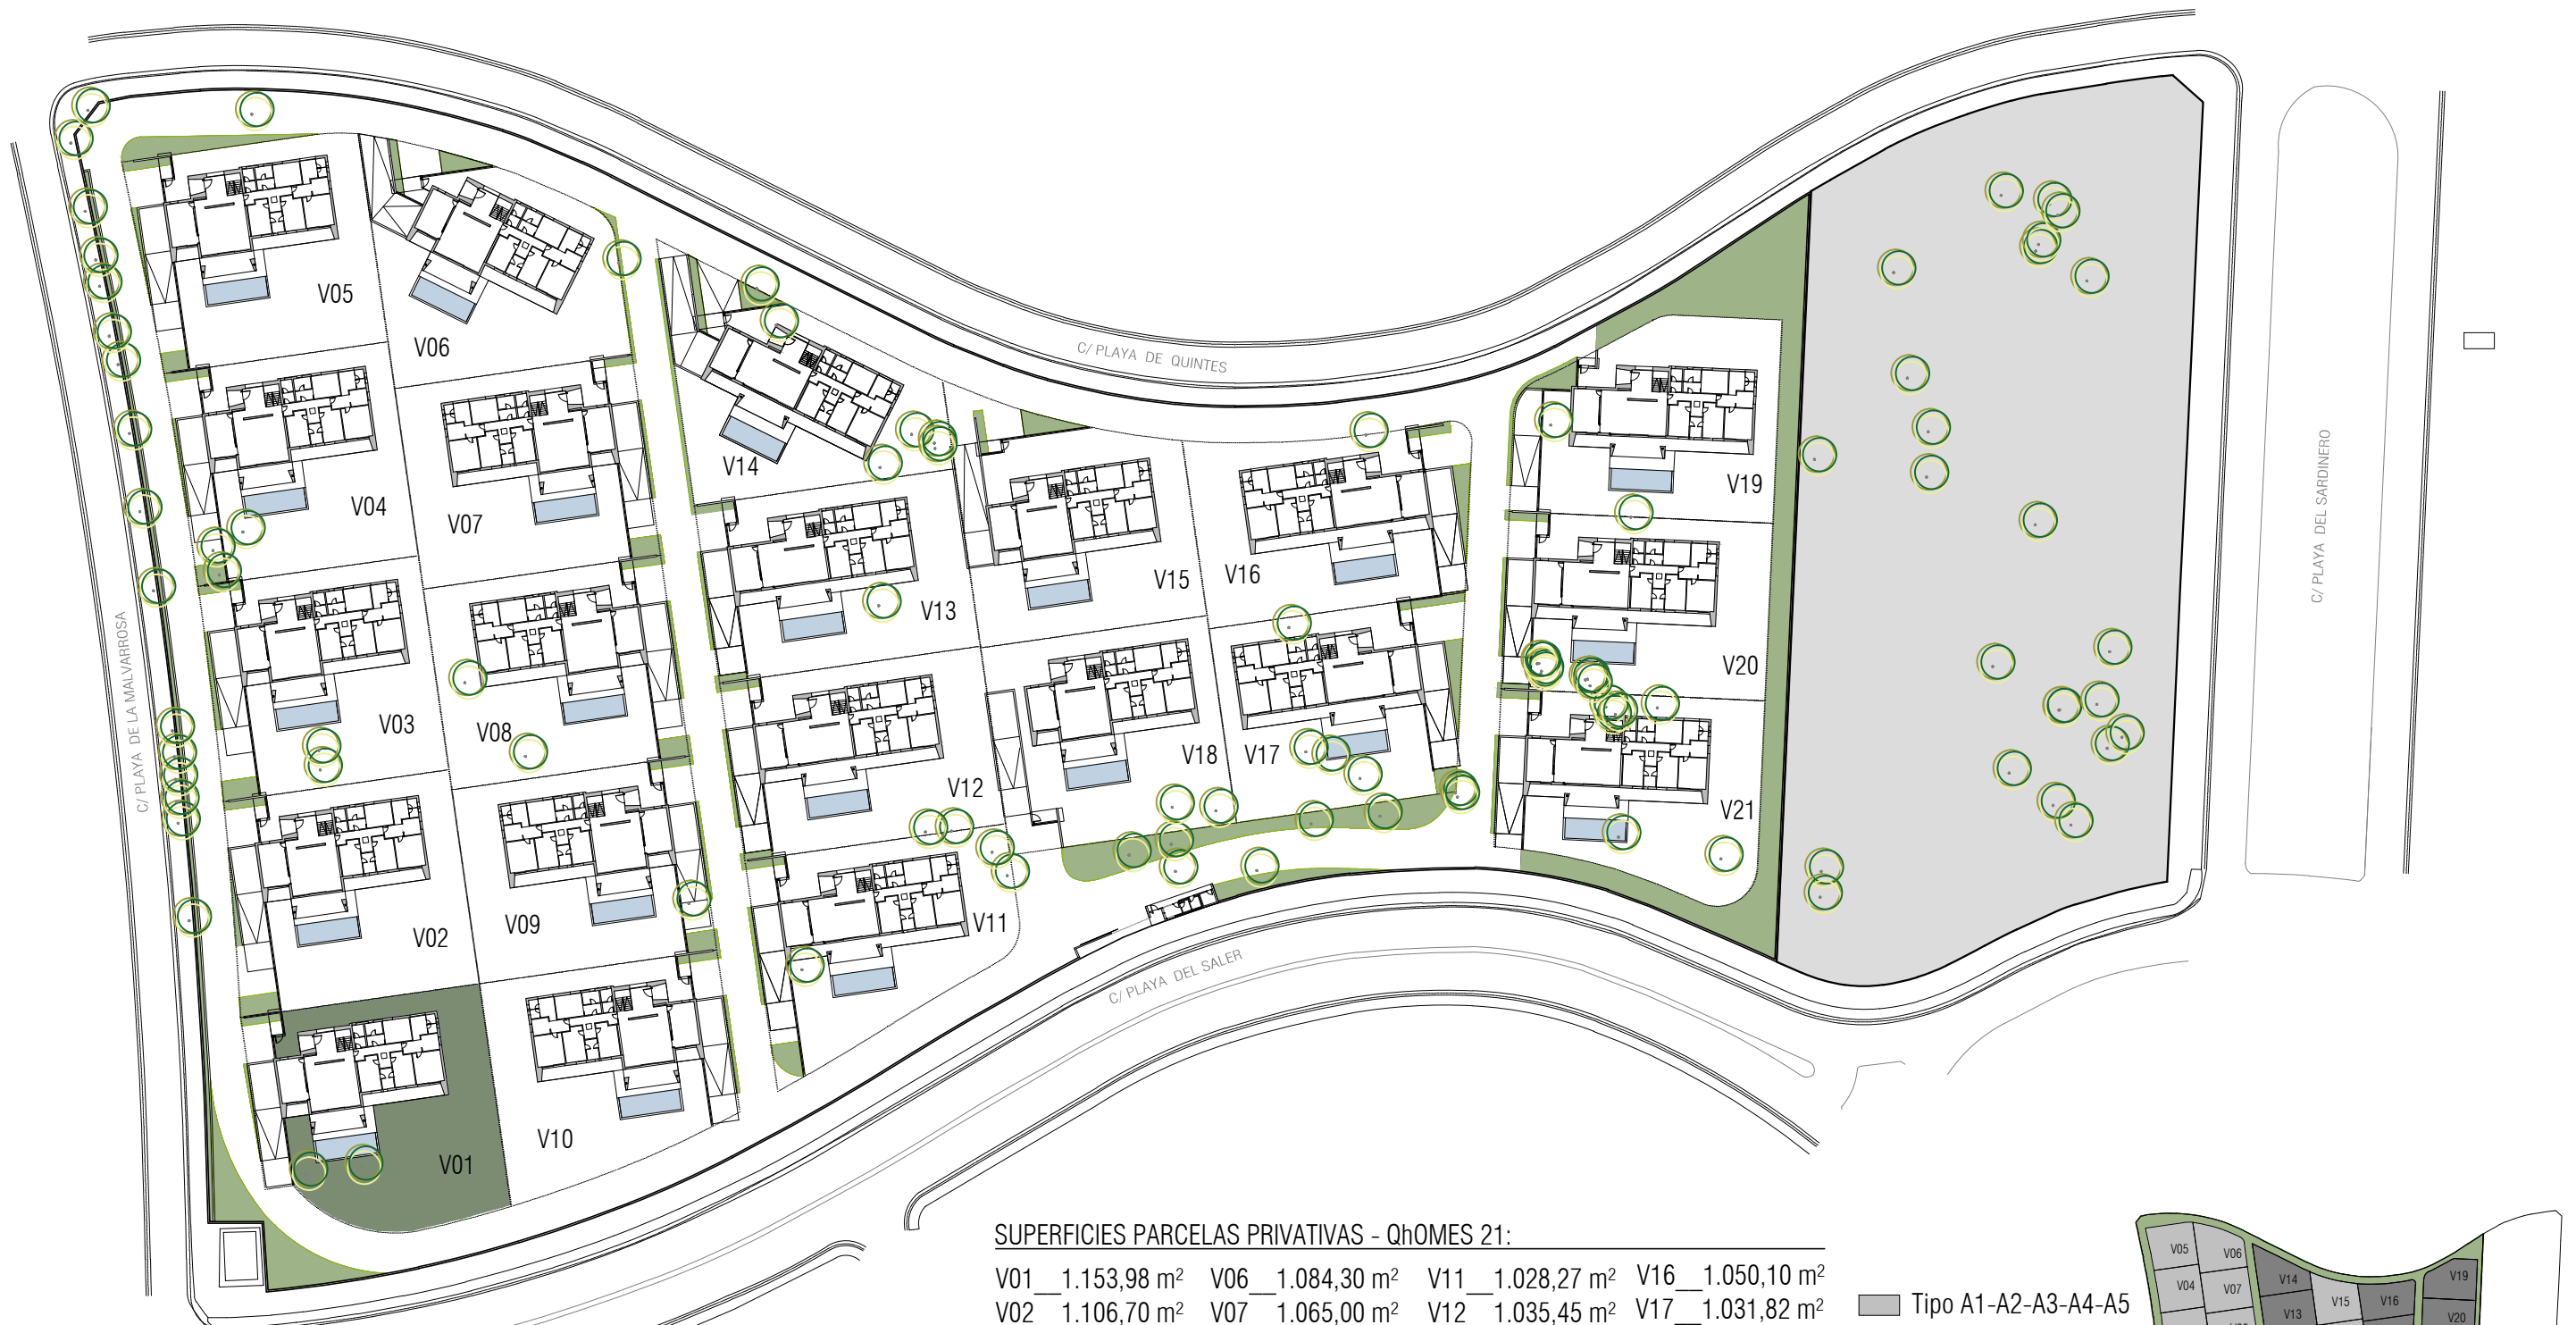 V05
V06
C/ PLAYA DE QUINTES
V14
V19
V04
V07
C/ PLAYA DEL SARDINERO
V15
V16
V13
C/ PLAYA DE LA MALVARROSA
V20
V03
V08
V18
V17
V12
V21
V02
V09
V11
C/ PLAYA DEL SALER
V10
V01
SUPERFICIES PARCELAS PRIVATIVAS - QhOMES 21:
V01__1.153,98 m² V06__1.084,30 m² V11__1.028,27 m² V16__1.050,10 m²
V02__1.106,70 m² V07__1.065,00 m² V12__1.035,45 m² V17__1.031,82 m²
Tipo A1-A2-A3-A4-A5
V05
V06
V04
V07
V14
V19
V15
V16
V13
V20